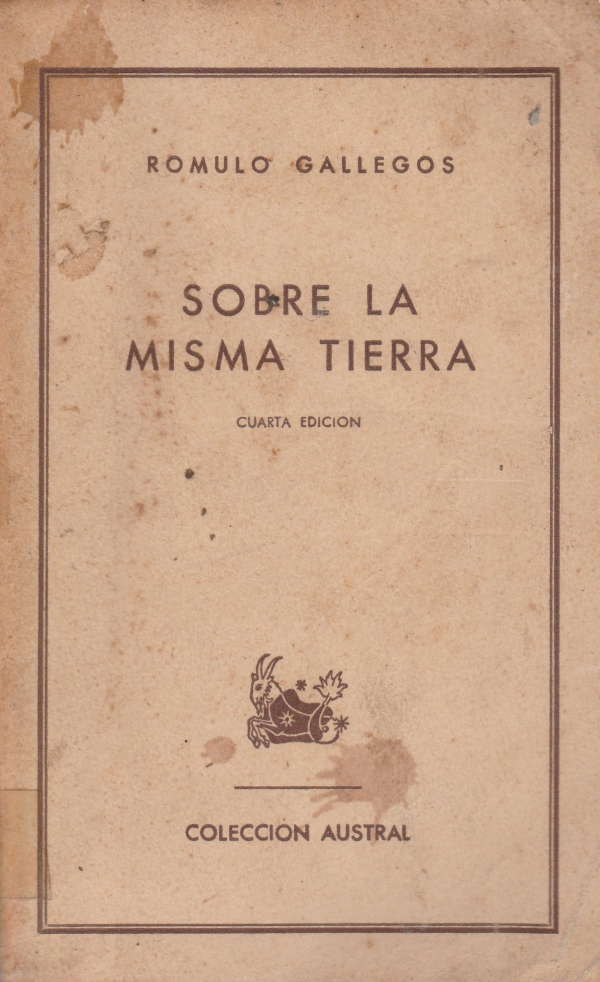 ROMULO GALLEGOS
SOBRE LA
MISMA TIERRA
CUARTA EDICION
COLECCION AUSTRAL